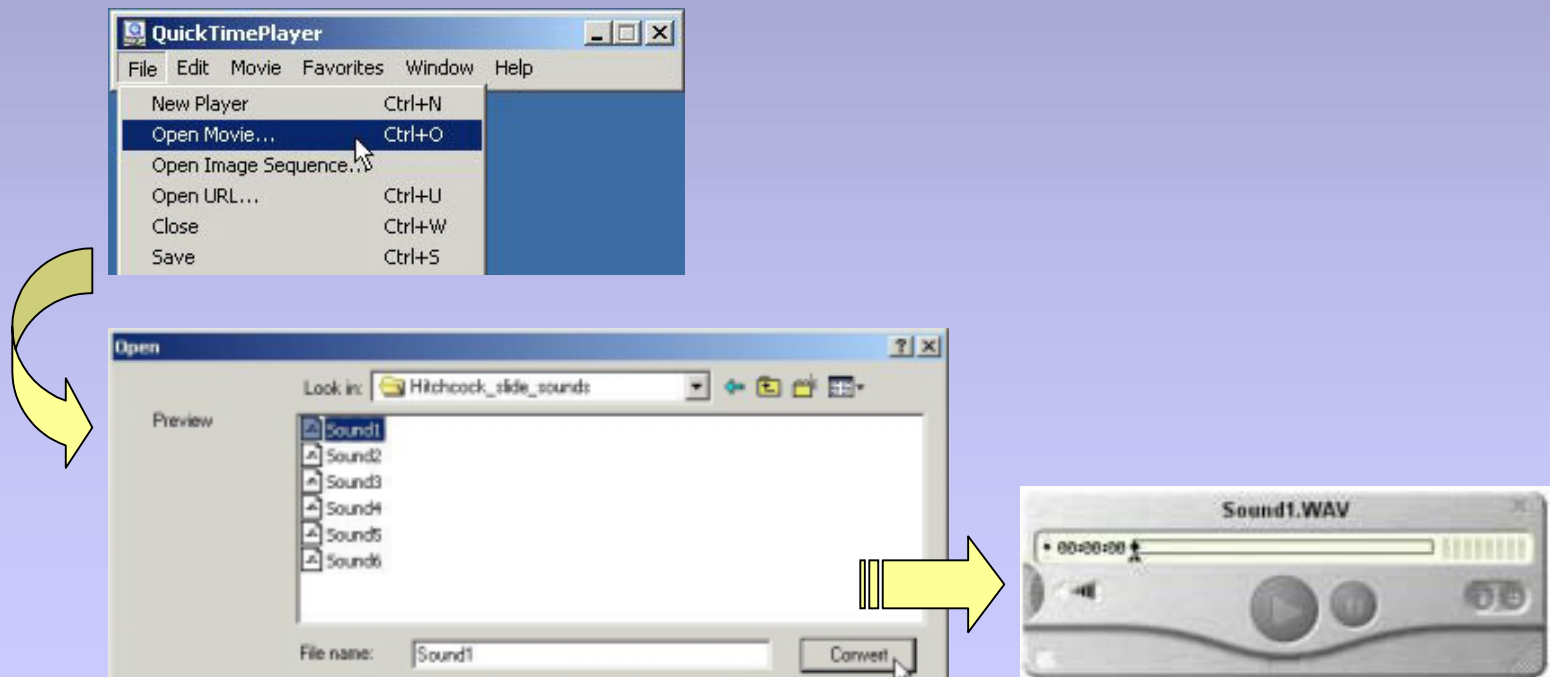 QuickTimePlayer
File Edit Movie Favorites Window Help
New Player Ctrl+N
Open Movie... Ctrl+O
Open Image Sequence...
Open URL... Ctrl+U
Close Ctrl+W
Save Ctrl+S
Open
Look in: Hitchcock_slide_sounds
Preview
Sound1
Sound2
Sound3
Sound4
Sound5
Sound6
File name: Sound1 Convert
Sound1.WAV
00:00:00